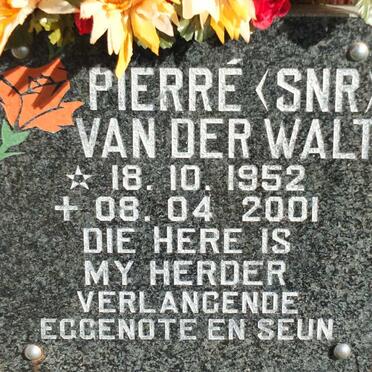 PIERRÉ (SNR)
VAN DER WALT
☆ 18. 10. 1952
+ 08. 04 2001
DIE HERE IS
MY HERDER
VERLANGENDE
EGGENOTE EN SEUN